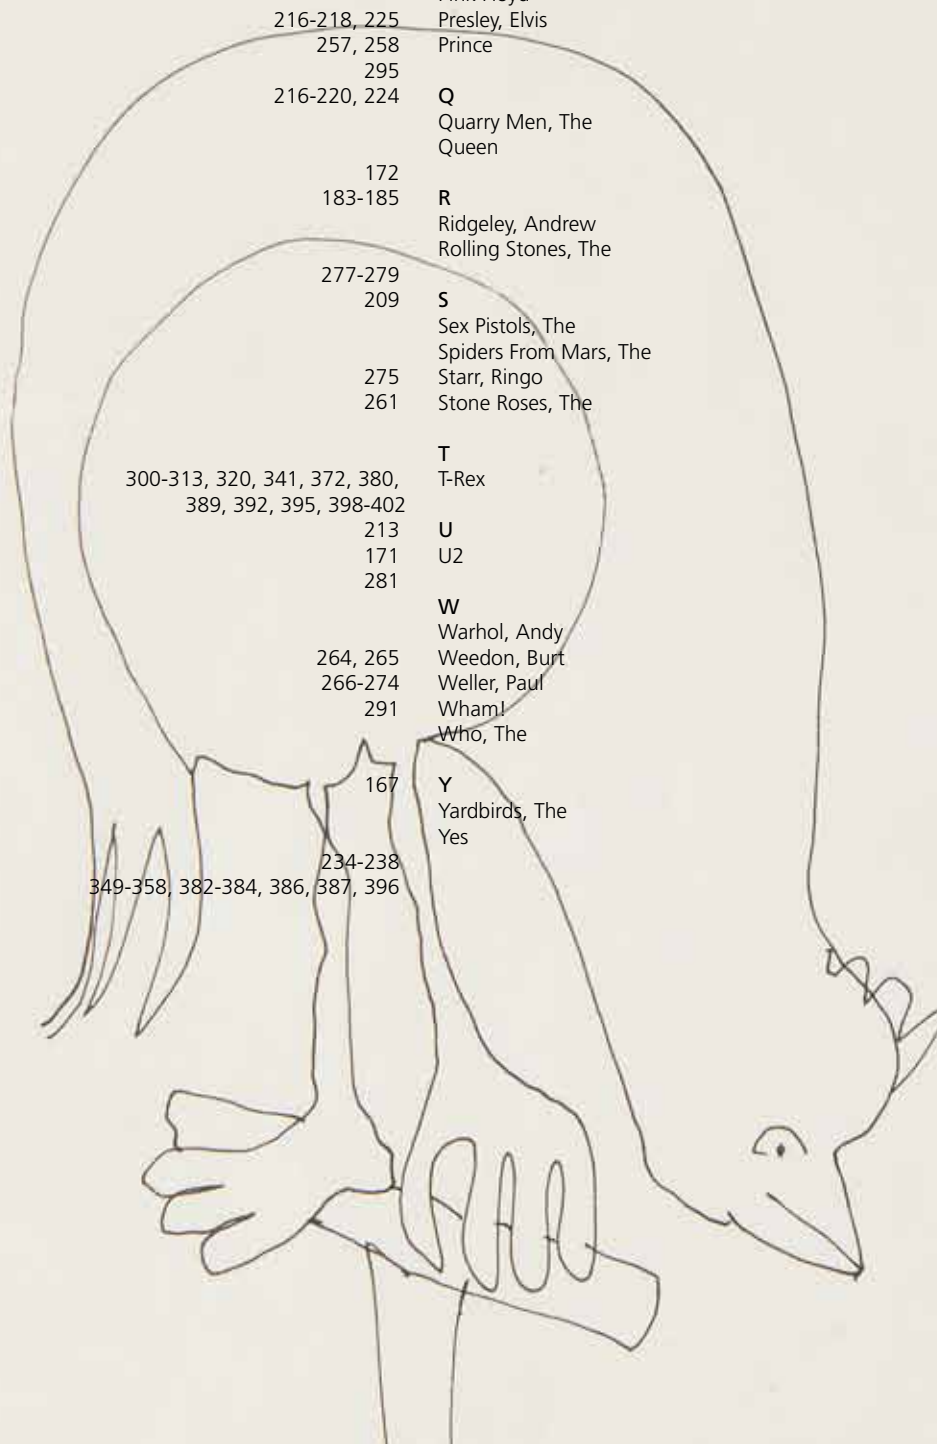 216-218, 225
257, 258
295
216-220, 224
172
183-185
277-279
209
275
261
300-313, 320, 341, 372, 380,
389, 392, 395, 398-402
213
171
281
264, 265
266-274
291
167
234-238
349-358, 382-384, 386, 387, 396
Presley, Elvis
Prince
Q
Quarry Men, The
Queen
R
Ridgeley, Andrew
Rolling Stones, The
S
Sex Pistols, The
Spiders From Mars, The
Starr, Ringo
Stone Roses, The
T
T-Rex
U
U2
W
Warhol, Andy
Weedon, Burt
Weller, Paul
Wham!
Who, The
Y
Yardbirds, The
Yes